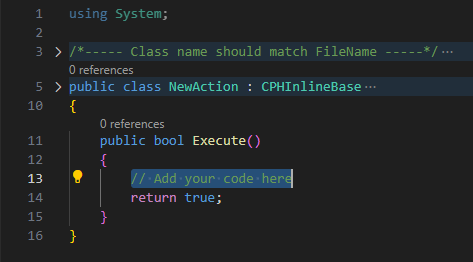 1 using System;
2
3 > /*----- Class name should match FileName -----*/···
0 references
5 > public class NewAction : CPHInlineBase···
10 {
0 references
11 public bool Execute()
12 {
13 // Add your code here
14 return true;
15 }
16 }